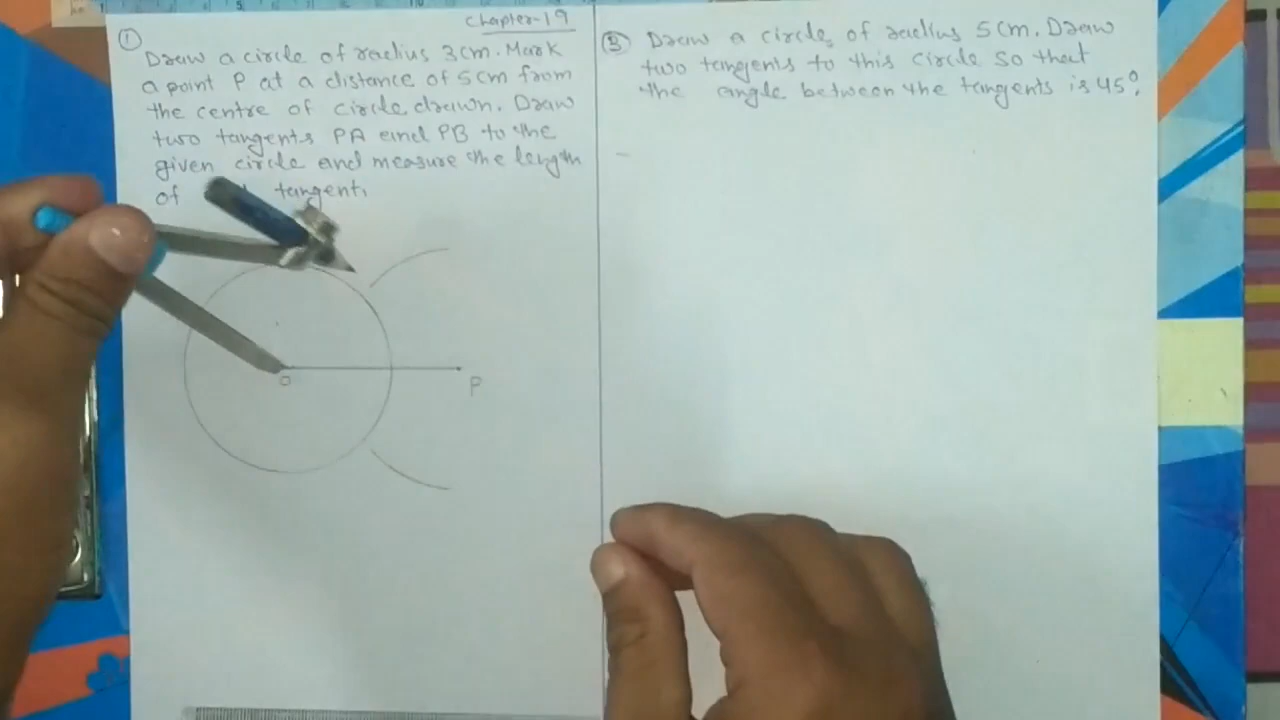 Chapter-19
①
Draw a circle of radius 3cm. Mark
a point P at a distance of 5cm from
the centre of circle drawn. Draw
two tangents PA and PB to the
given circle and measure the length
of tangent.
O
P
③ Draw a circle of radius 5cm. Draw
two tangents to this circle so that
the angle between the tangents is 45°.